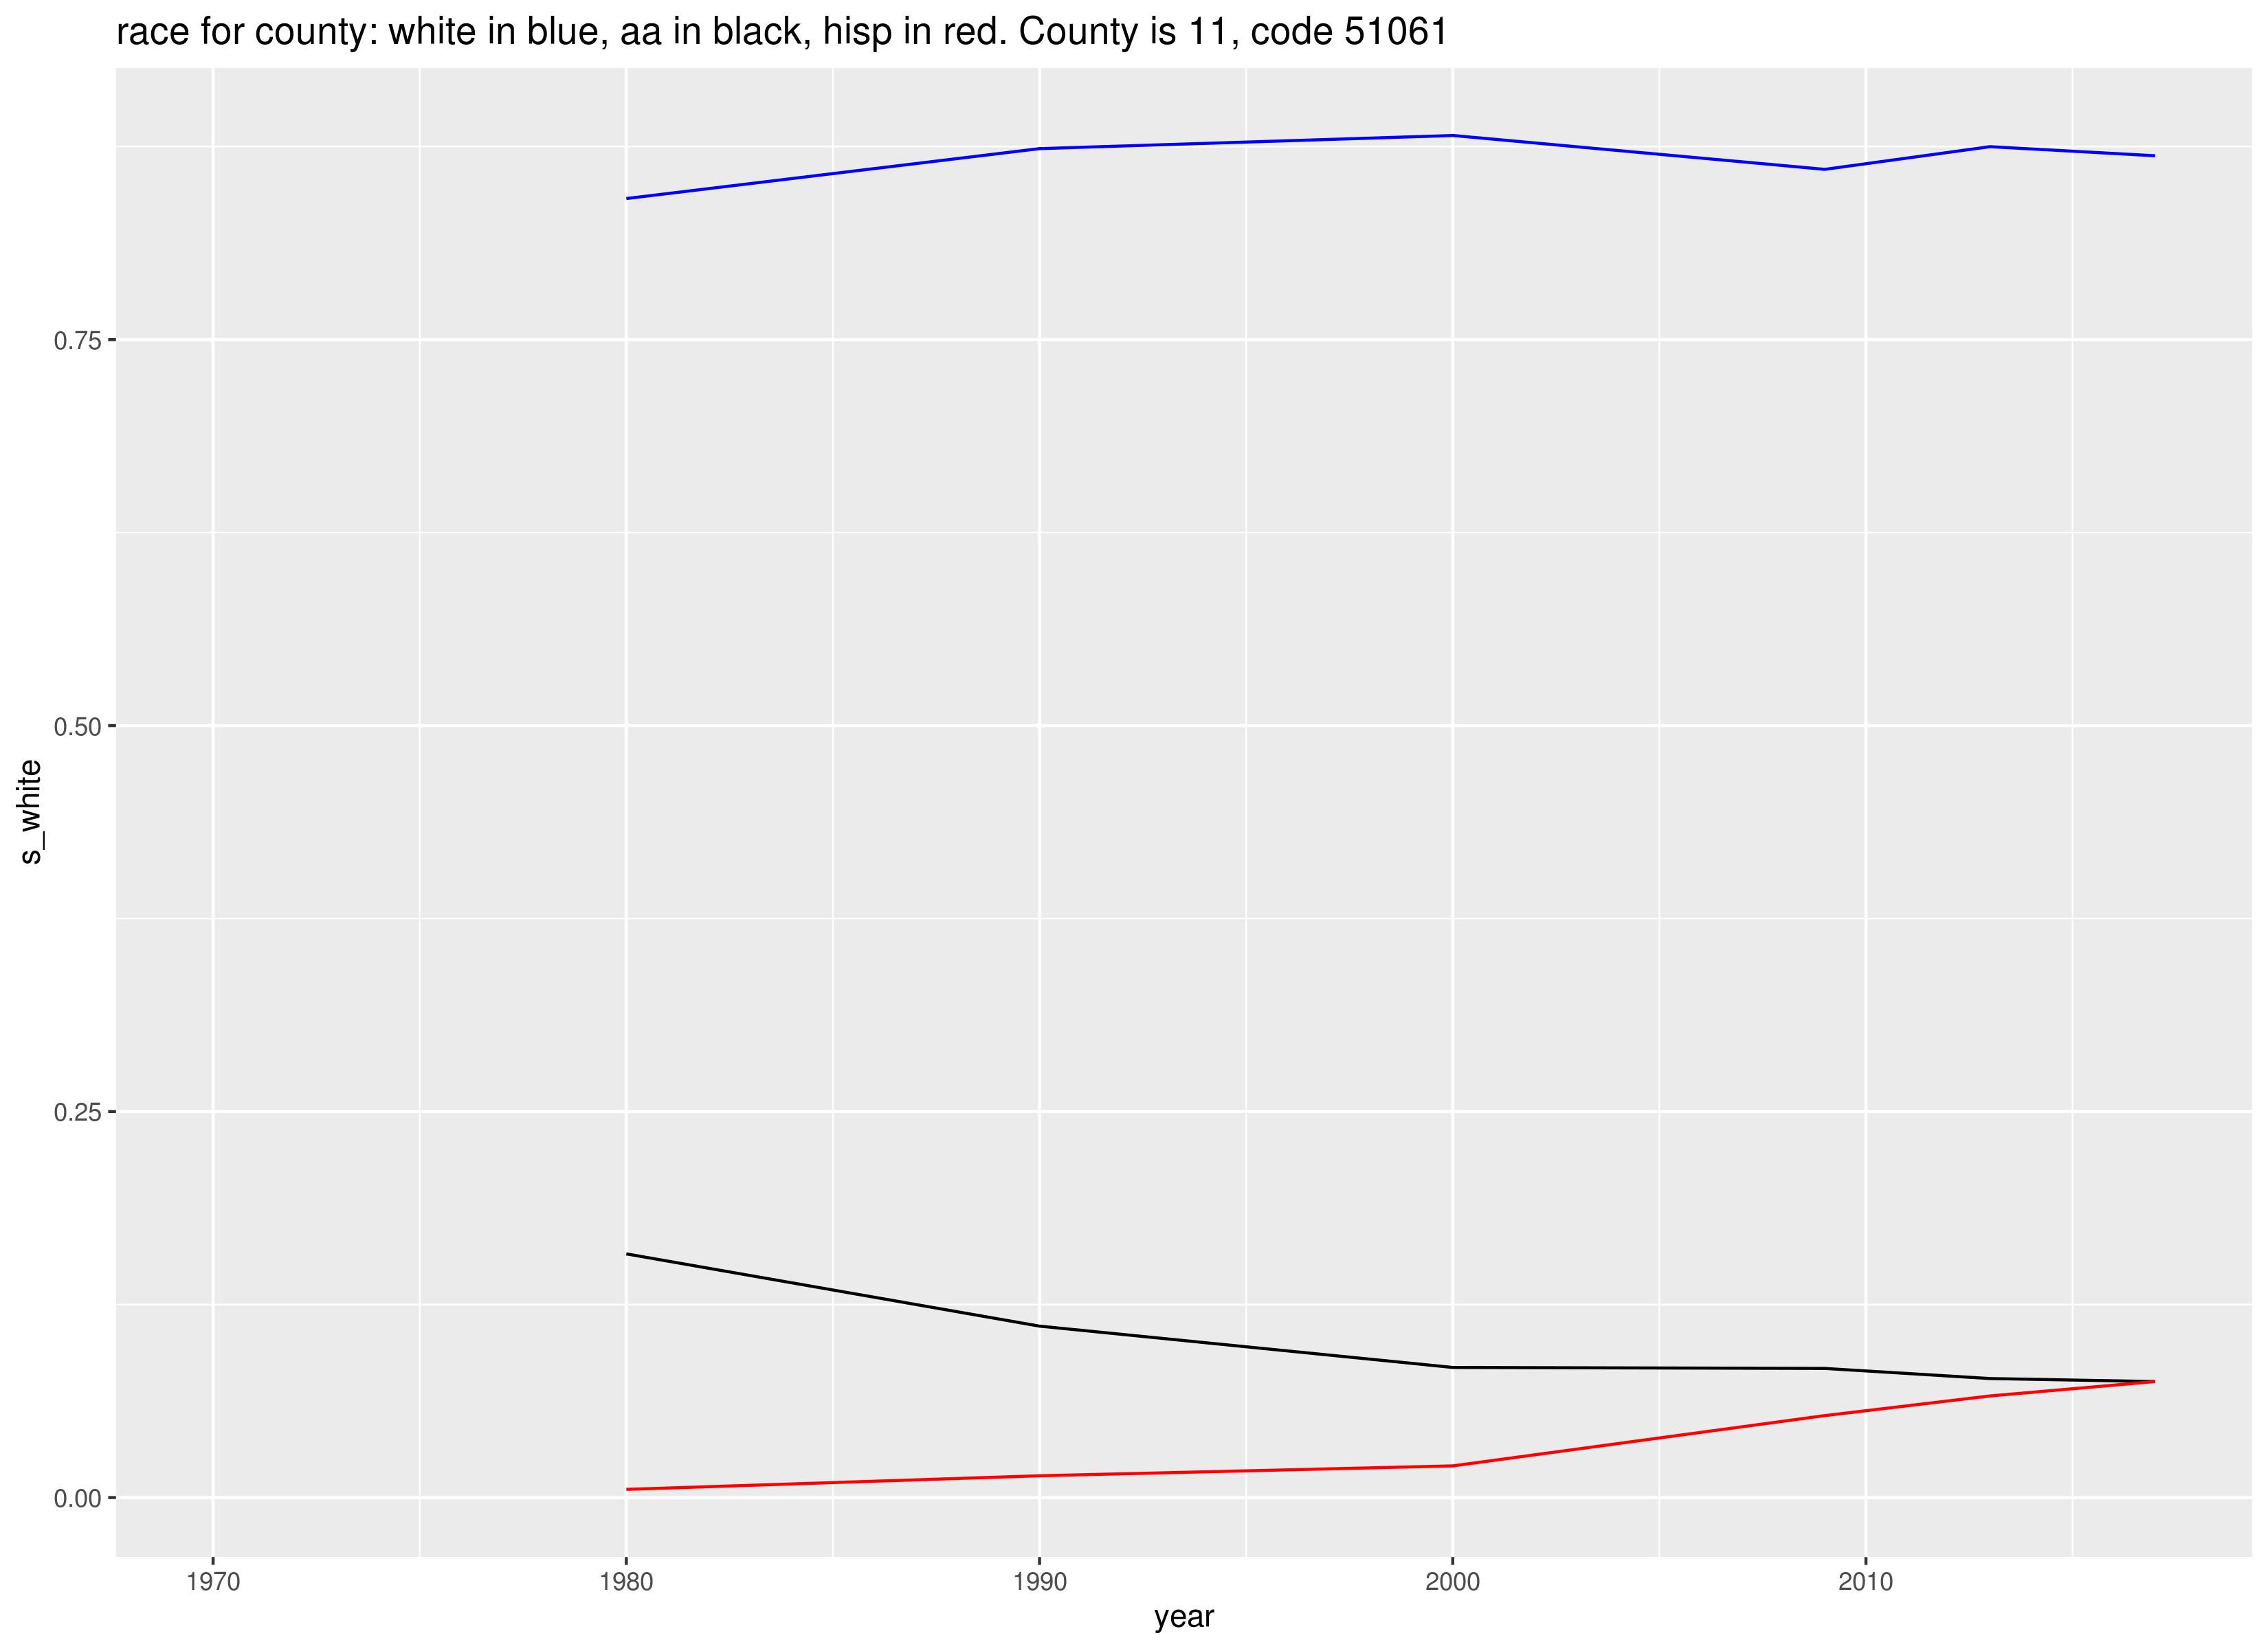 race for county: white in blue, aa in black, hisp in red. County is 11, code 51061
0.75
0.50
0.25
0.00
s_white
1970 1980 1990 2000 2010
year